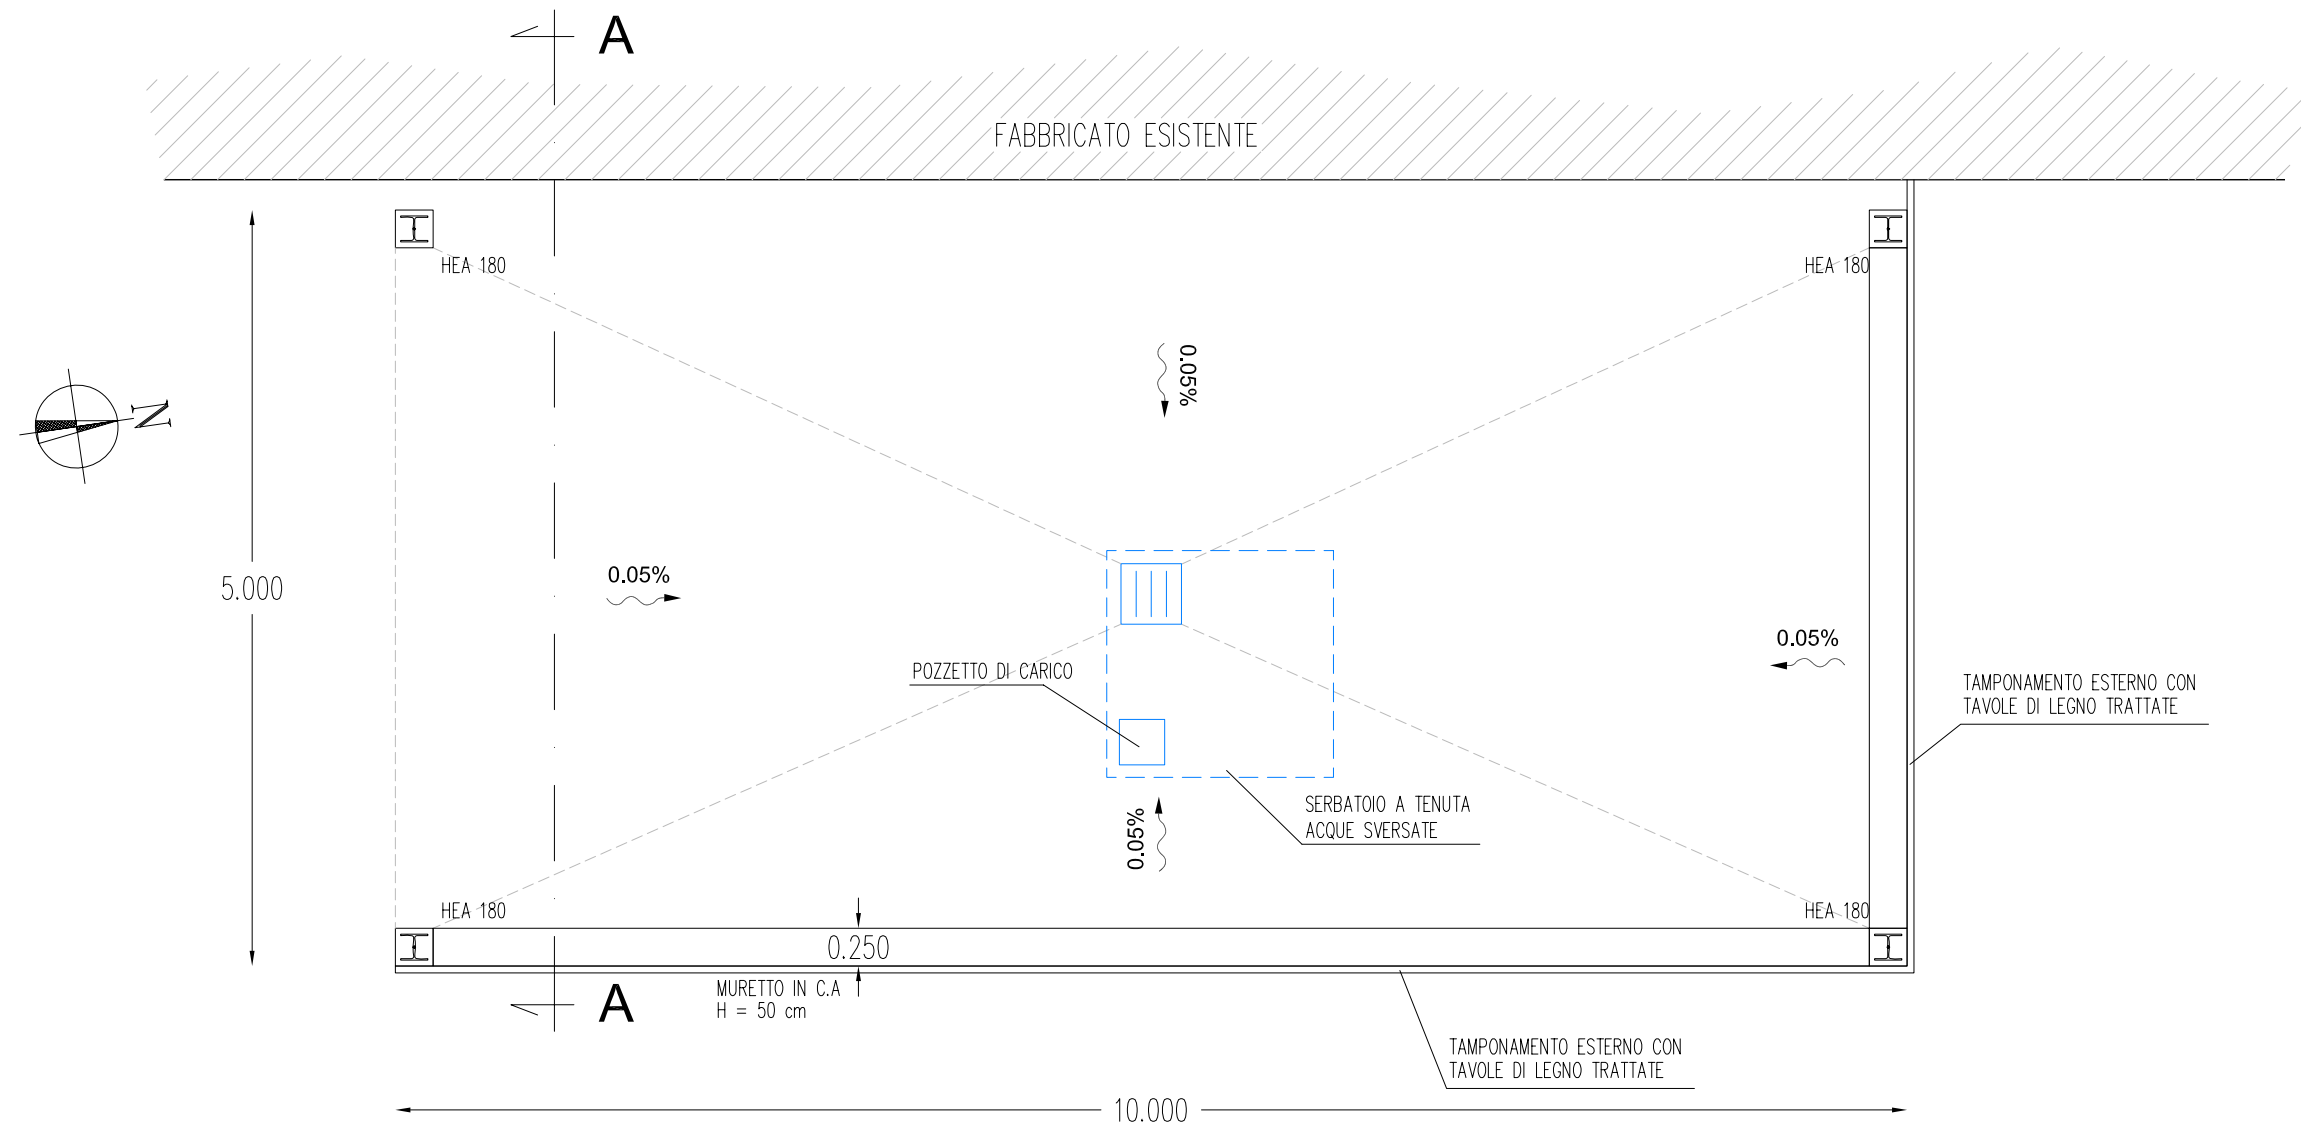 A
FABBRICATO ESISTENTE
HEA 180
HEA 180
0.05%
N
5.000
0.05%
0.05%
POZZETTO DI CARICO
TAMPONAMENTO ESTERNO CON
TAVOLE DI LEGNO TRATTATE
SERBATOIO A TENUTA
ACQUE SVERSATE
0.05%
HEA 180
HEA 180
0.250
A
MURETTO IN C.A
H = 50 cm
TAMPONAMENTO ESTERNO CON
TAVOLE DI LEGNO TRATTATE
10.000